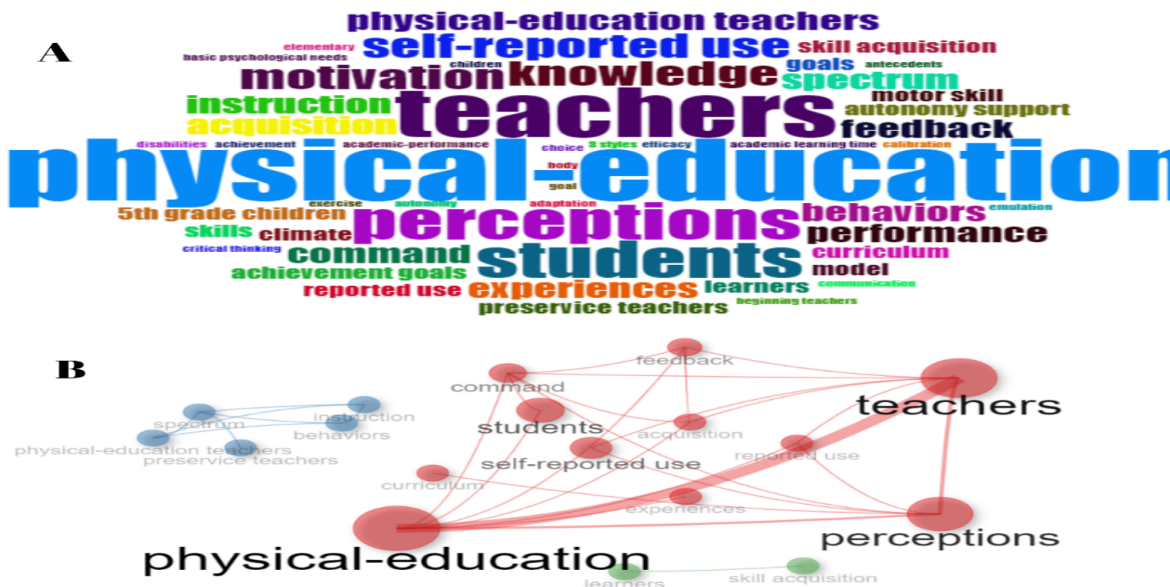 A
physical-education teachers
elementary self-reported use skill acquisition
basic psychological needs children goals antecedents
motivation knowledge spectrum
motor skill
instruction teachers autonomy support
acquisition feedback
disabilities achievement academic-performance choice 3 styles efficacy academic learning time calibration
physical-education
body
goal
exercise autonomy adaptation
5th grade children perceptions behaviors emulation
skills climate performance
critical thinking command students curriculum
achievement goals model
reported use experiences learners communication
preservice teachers beginning teachers
B
feedback
command
teachers
spectrum instruction
students behaviors
acquisition
physical-education teachers
preservice teachers
self-reported use reported use
curriculum
experiences
perceptions
physical-education
learners skill acquisition